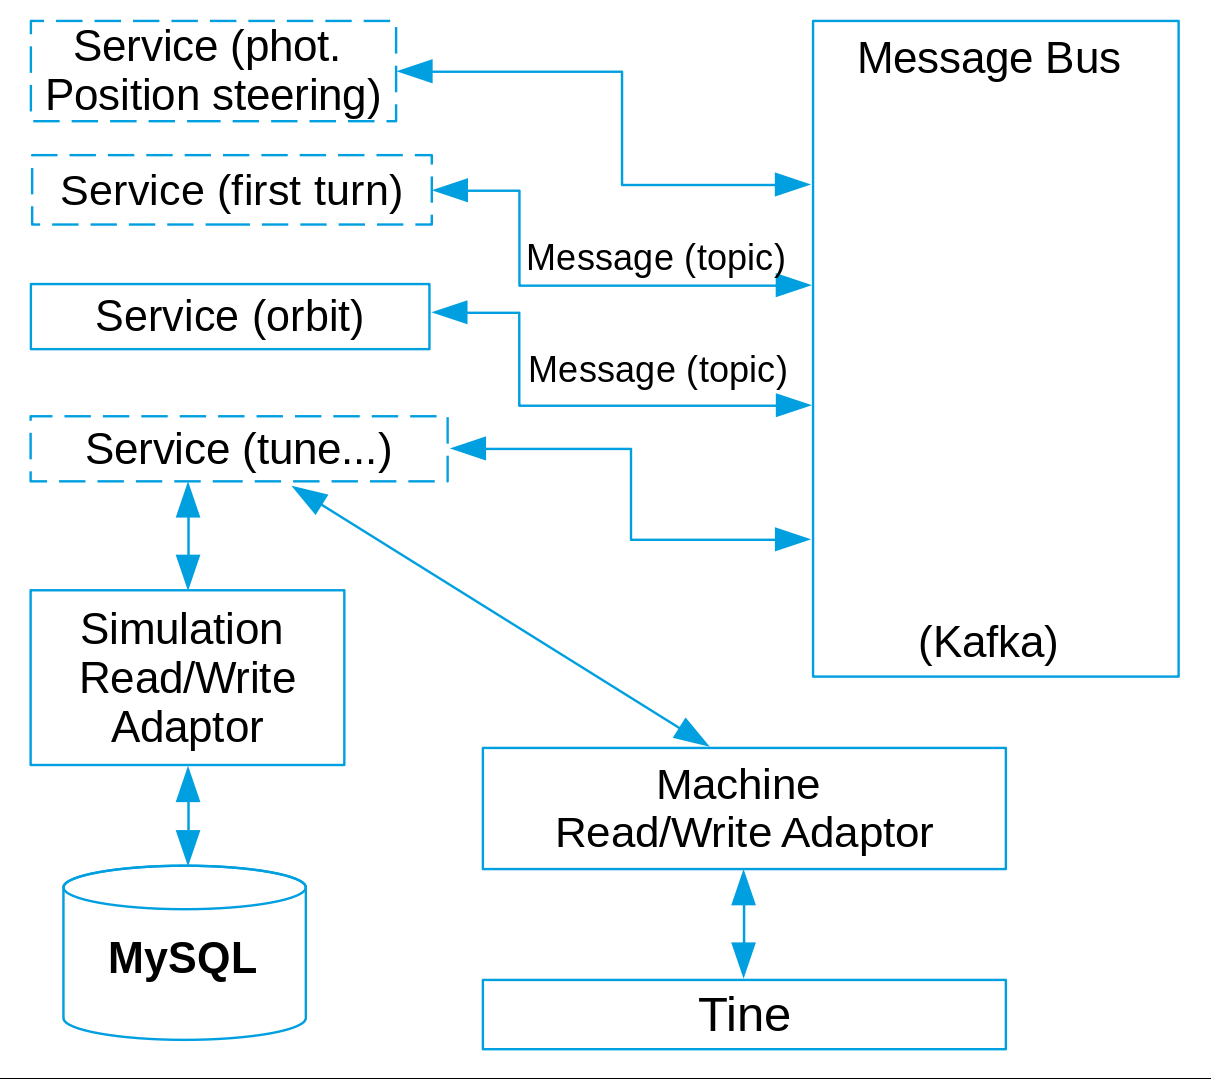 Service (phot.
Position steering)
Message Bus
Service (first turn)
Message (topic)
Service (orbit)
Message (topic)
Service (tune...)
(Kafka)
Simulation
Read/Write
Adaptor
Machine
Read/Write Adaptor
MySQL
Tine